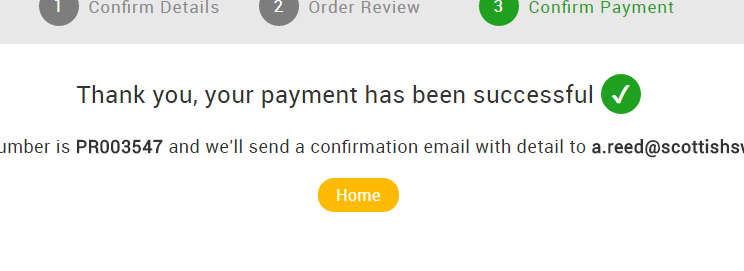 1 Confirm Details 2 Order Review 3 Confirm Payment
Thank you, your payment has been successful
umber is PR003547 and we'll send a confirmation email with detail to a.reed@scottishs
Home